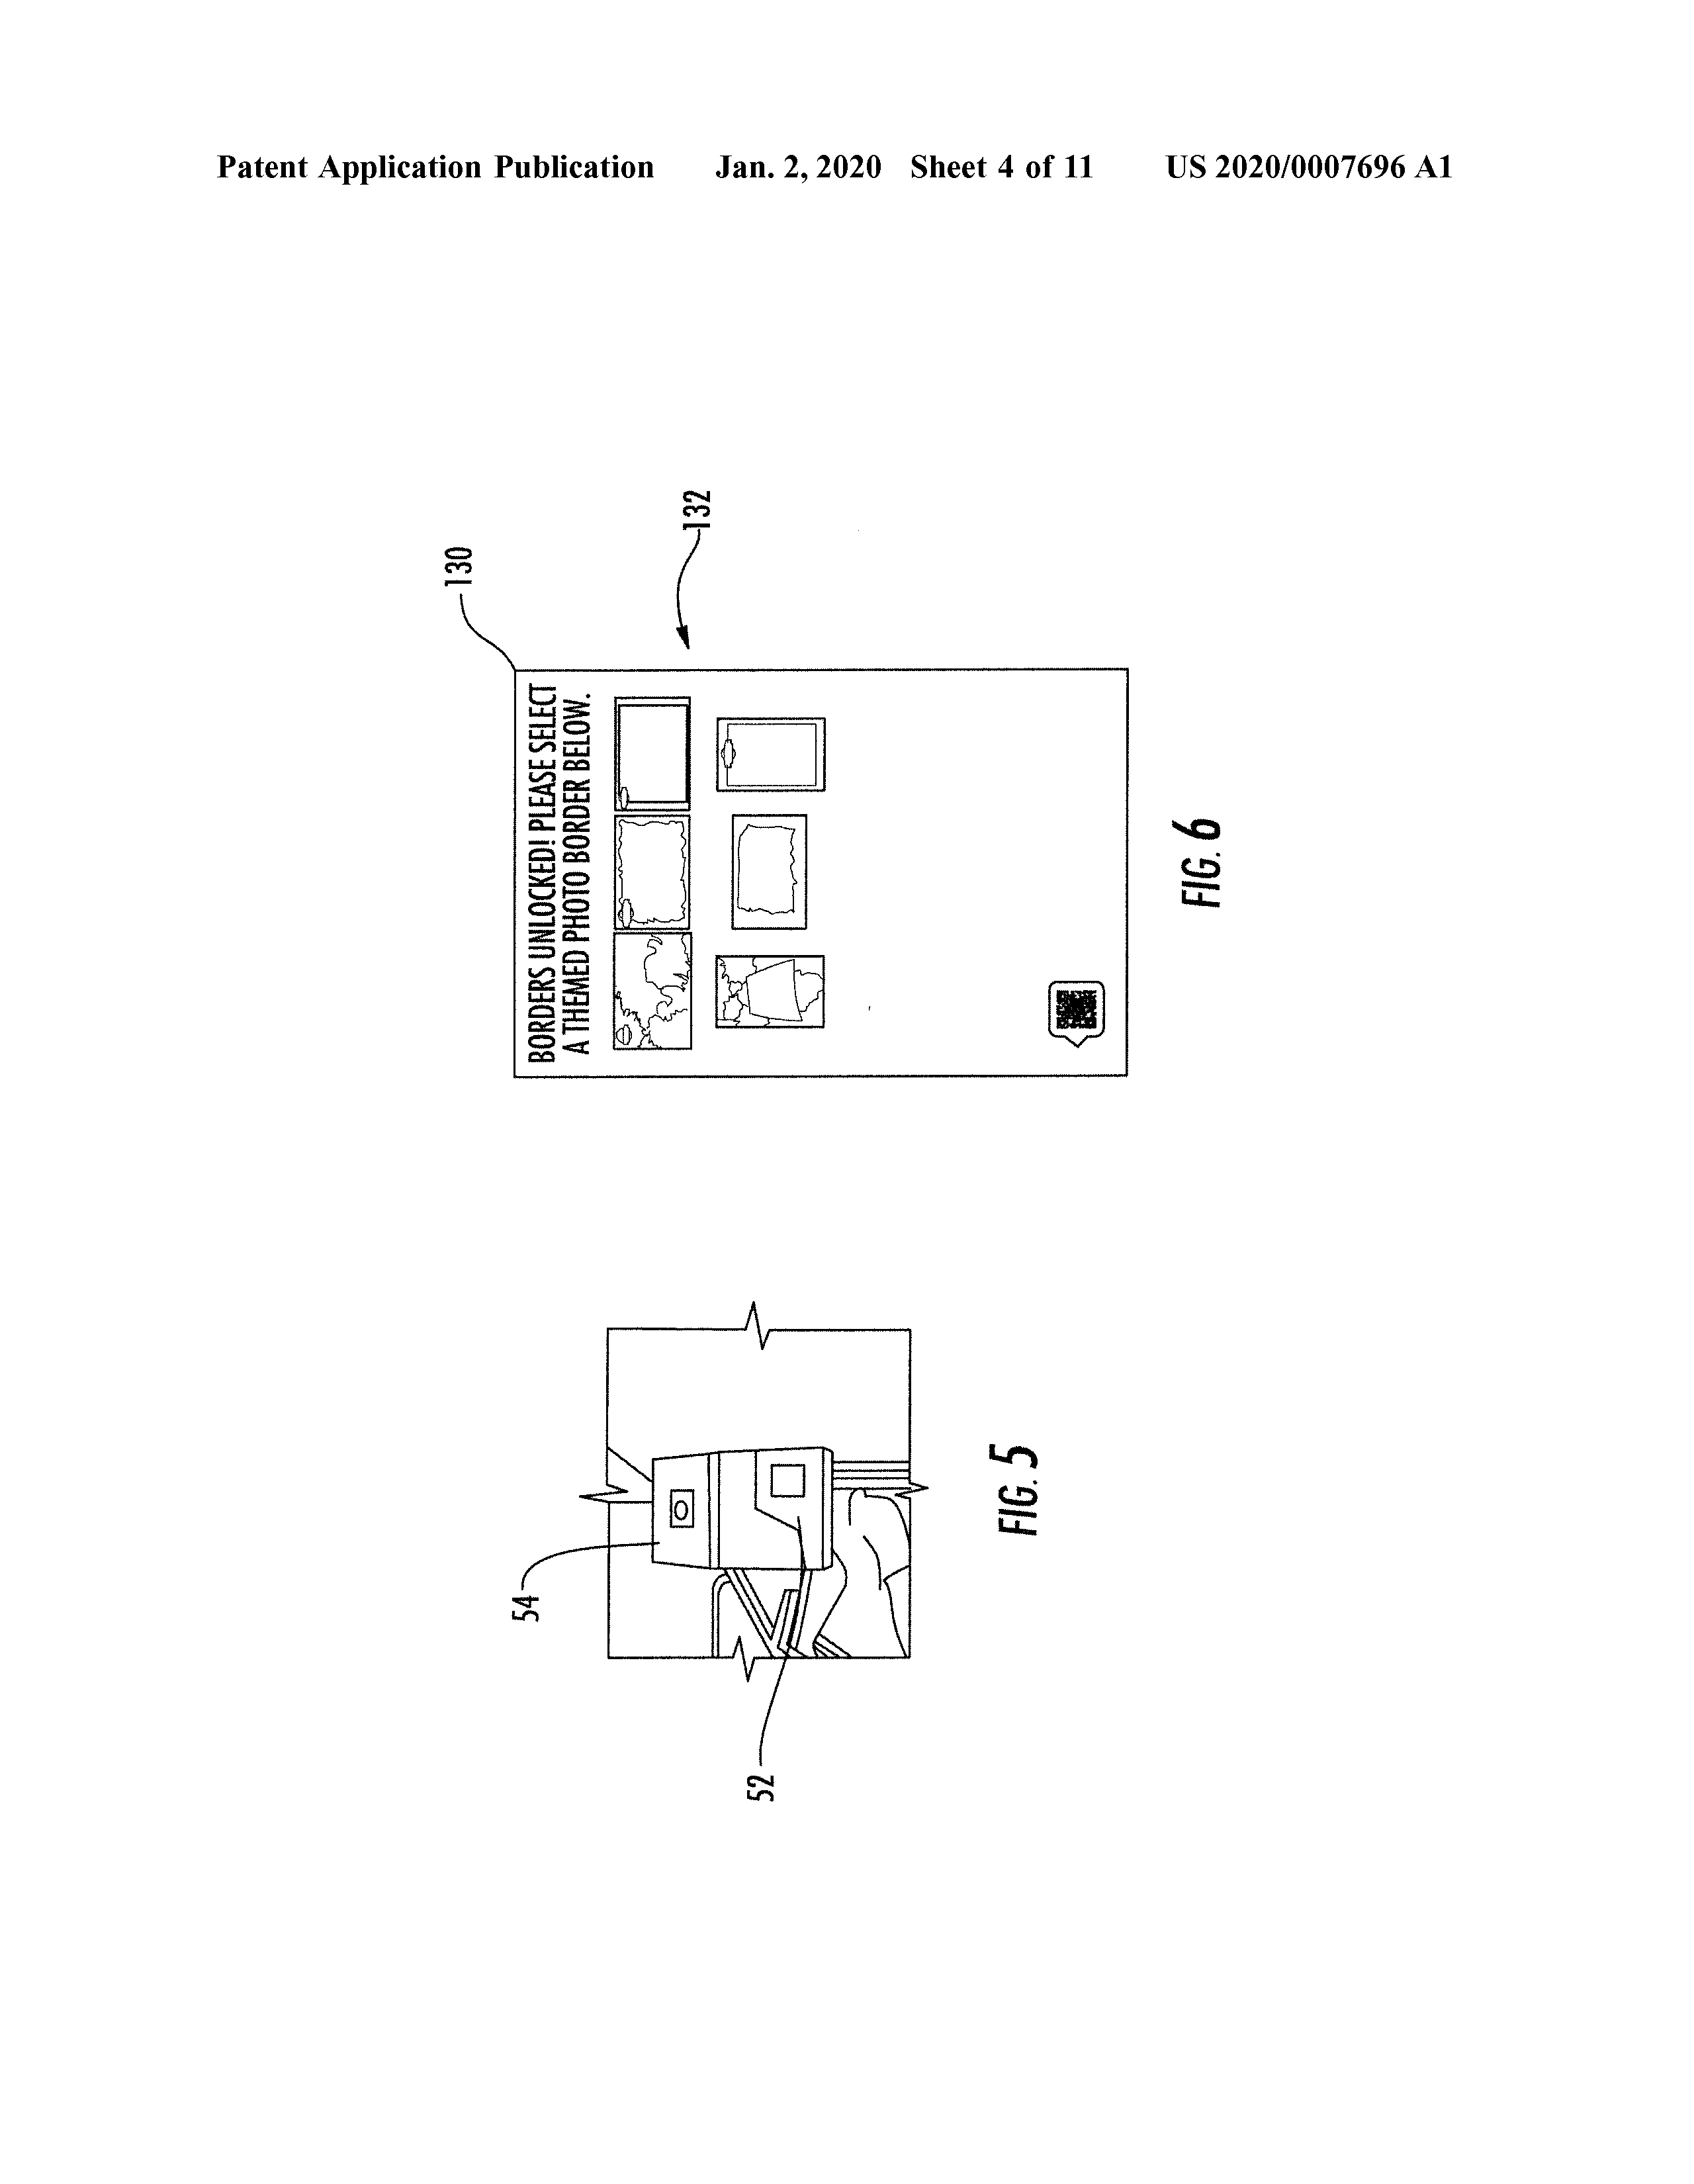 Patent Application Publication Jan. 2, 2020 Sheet 4 of 11 US 2020/0007696 A1
130
132
BORDERS UNLOCKED! PLEASE SELECT
A THEMED PHOTO BORDER BELOW.
FIG. 6
54
52
FIG. 5